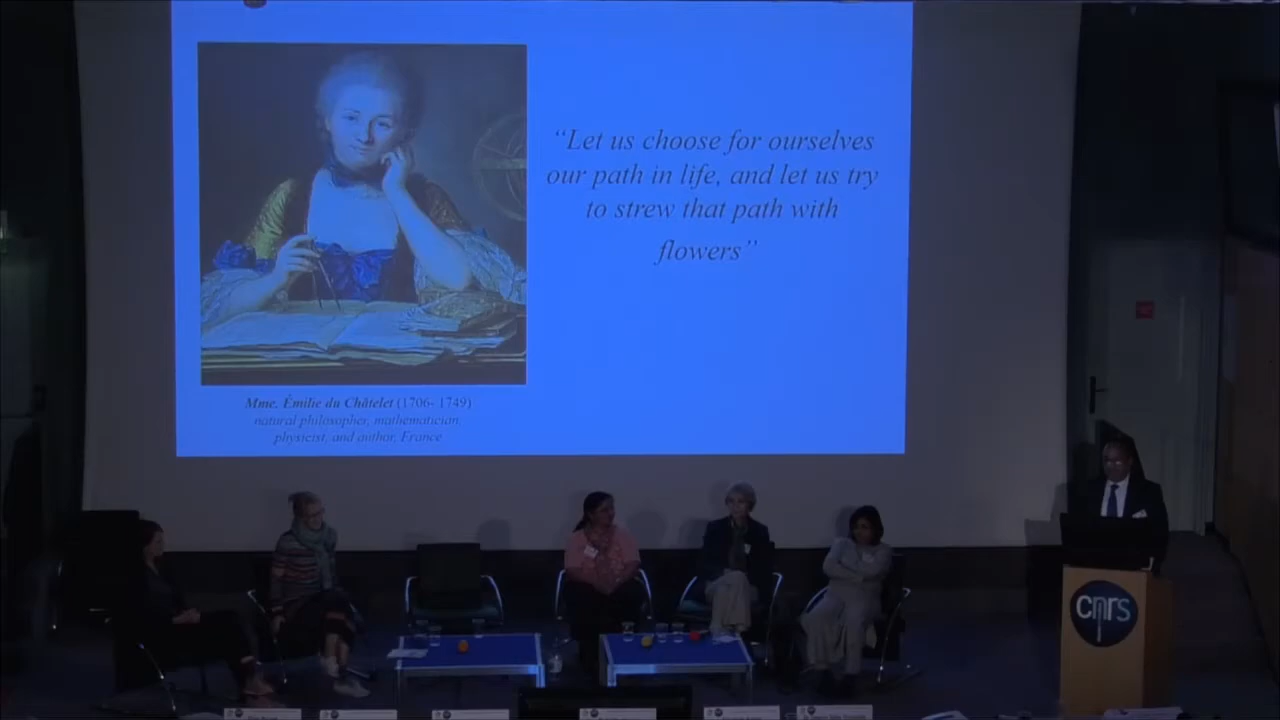 “Let us choose for ourselves
our path in life, and let us try
to strew that path with
flowers”
Mme. Émilie du Châtelet (1706- 1749)
natural philosopher, mathematician
physicist, and author, France
cnrs